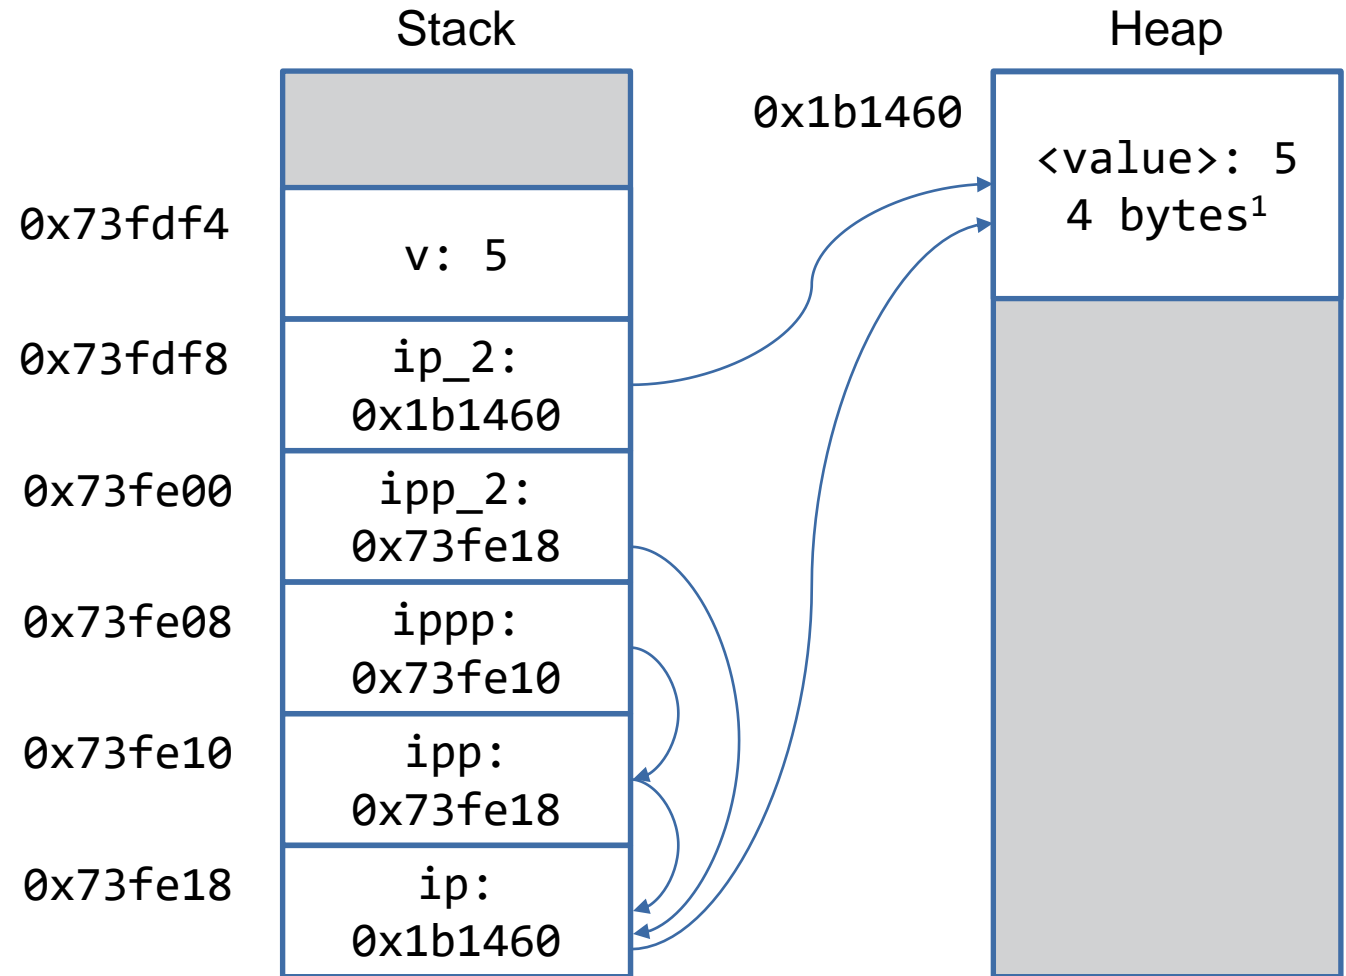 Stack
Heap
0x1b1460
<value>: 5
4 bytes¹
0x73fdf4
v: 5
0x73fdf8
ip_2:
0x1b1460
0x73fe00
ipp_2:
0x73fe18
0x73fe08
ippp:
0x73fe10
0x73fe10
ipp:
0x73fe18
0x73fe18
ip:
0x1b1460